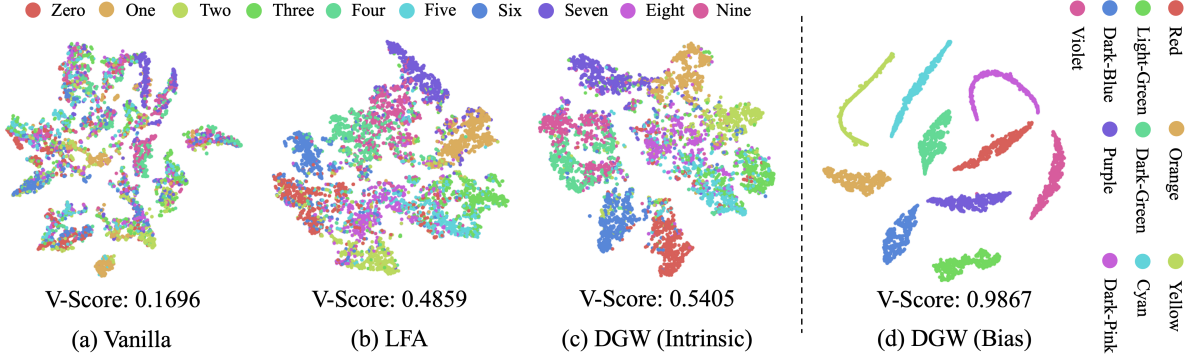 Zero One Two Three Four Five Six Seven Eight Nine
V-Score: 0.1696
(a) Vanilla
V-Score: 0.4859
(b) LFA
V-Score: 0.5405
(c) DGW (Intrinsic)
V-Score: 0.9867
(d) DGW (Bias)
Red Orange Yellow
Light-Green Dark-Green Cyan
Dark-Blue Purple Dark-Pink
Violet